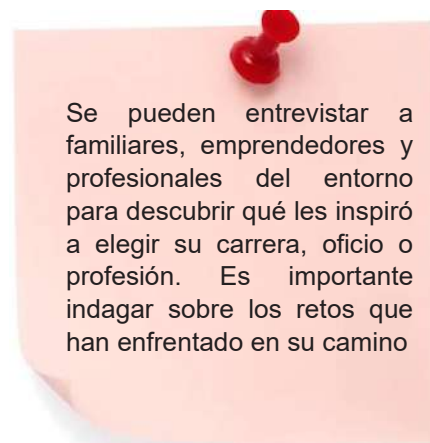 Se pueden entrevistar a
familiares, emprendedores y
profesionales del entorno
para descubrir qué les inspiró
a elegir su carrera, oficio o
profesión. Es importante
indagar sobre los retos que
han enfrentado en su camino